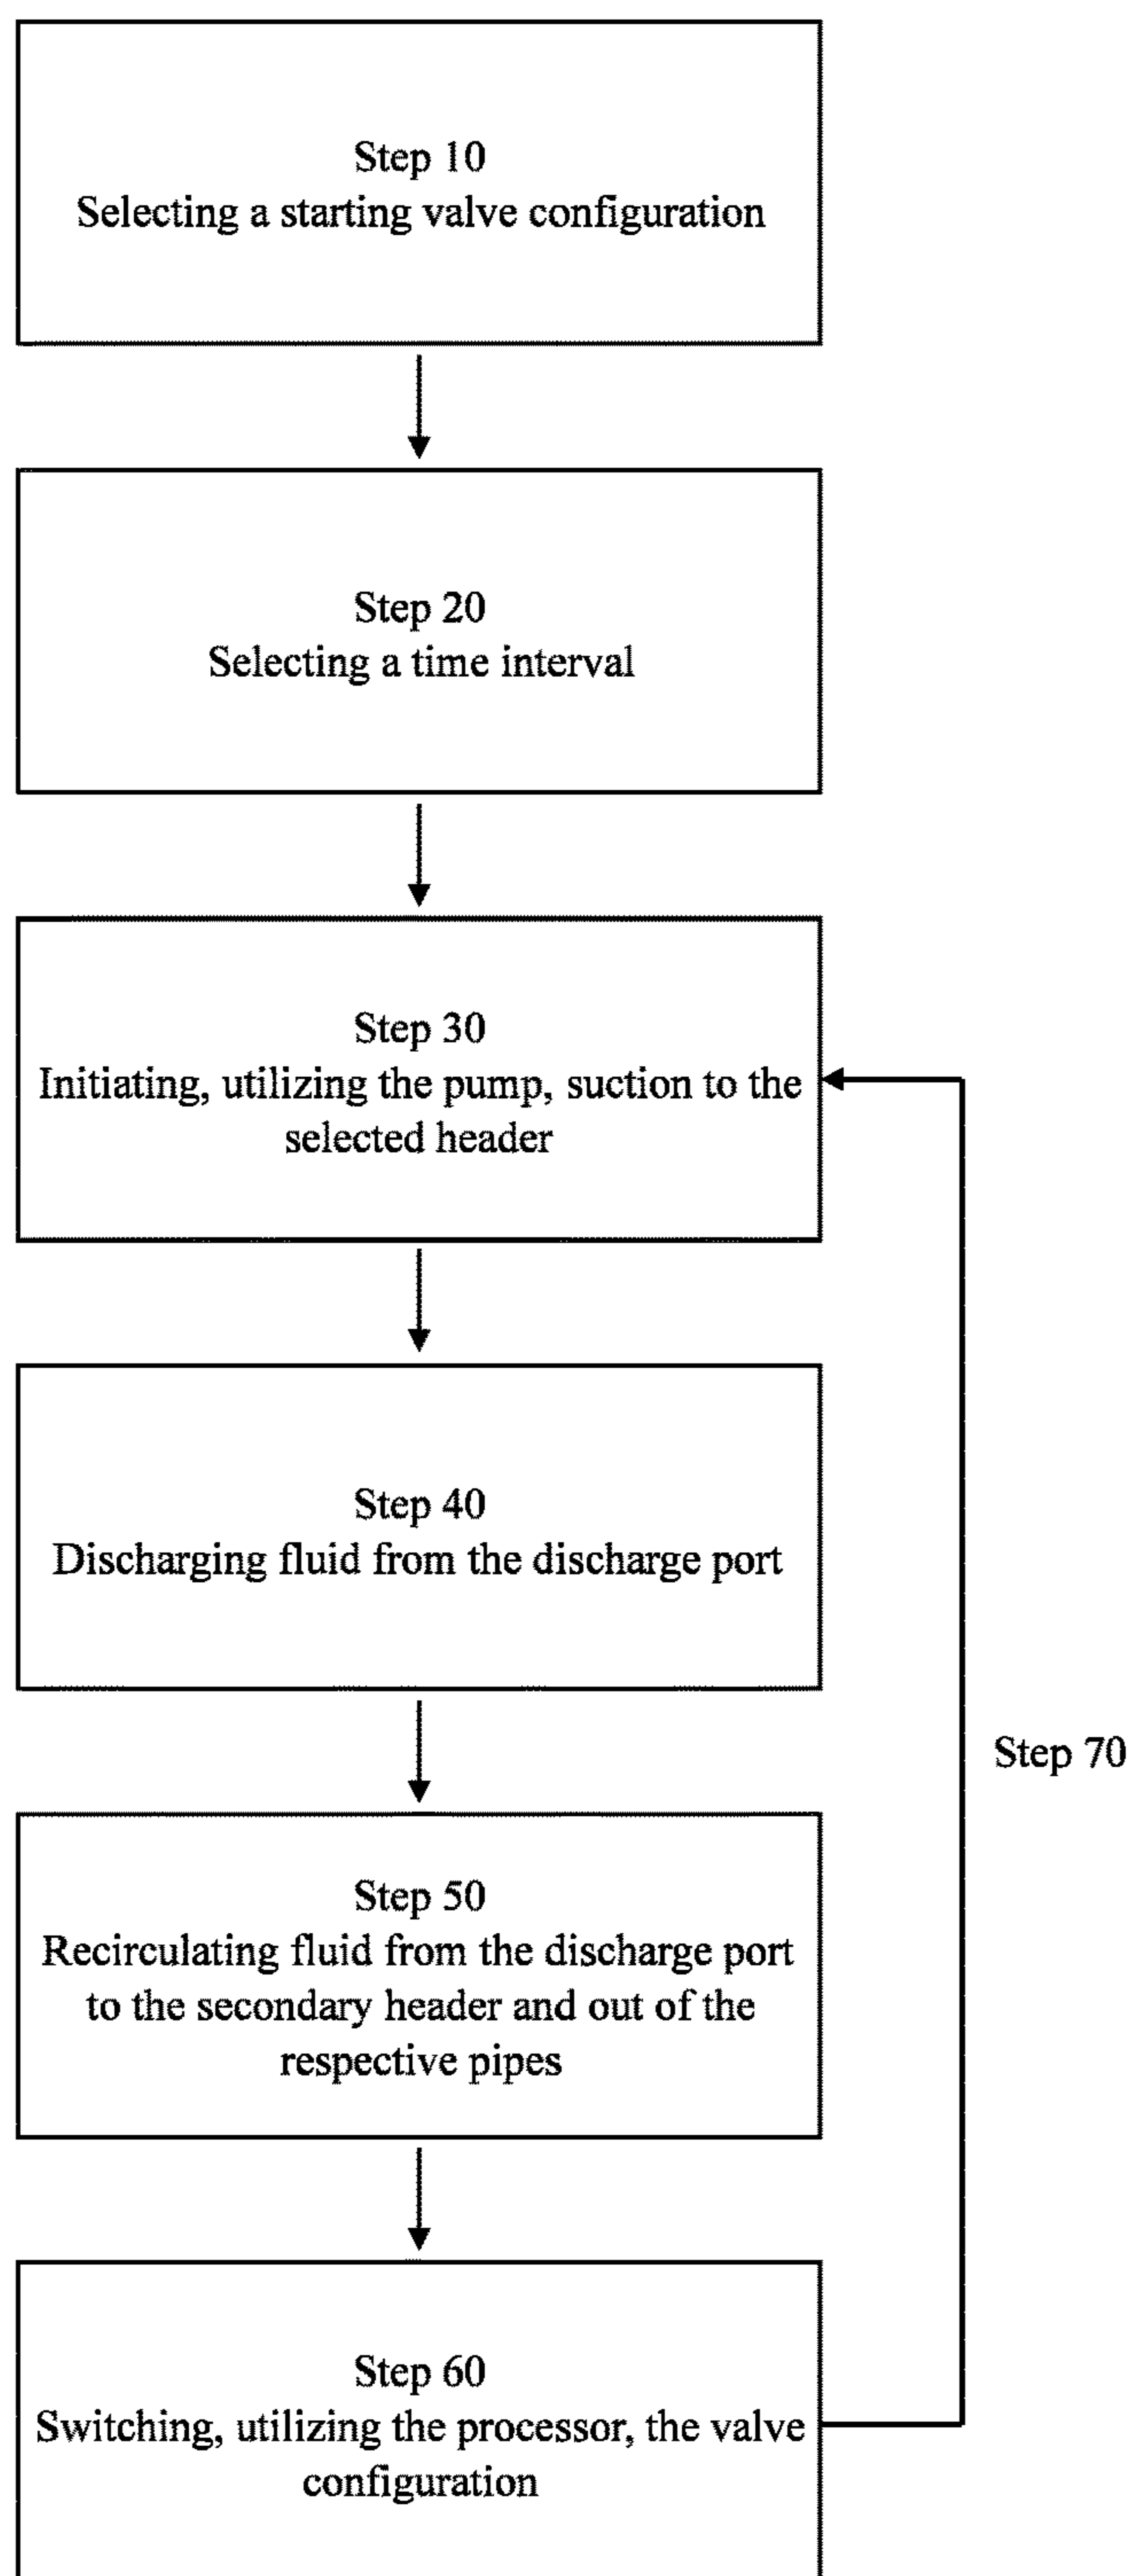 Step 10
Selecting a starting valve configuration
Step 20
Selecting a time interval
Step 30
Initiating, utilizing the pump, suction to the
selected header
Step 40
Discharging fluid from the discharge port
Step 70
Step 50
Recirculating fluid from the discharge port
to the secondary header and out of the
respective pipes
Step 60
Switching, utilizing the processor, the valve
configuration